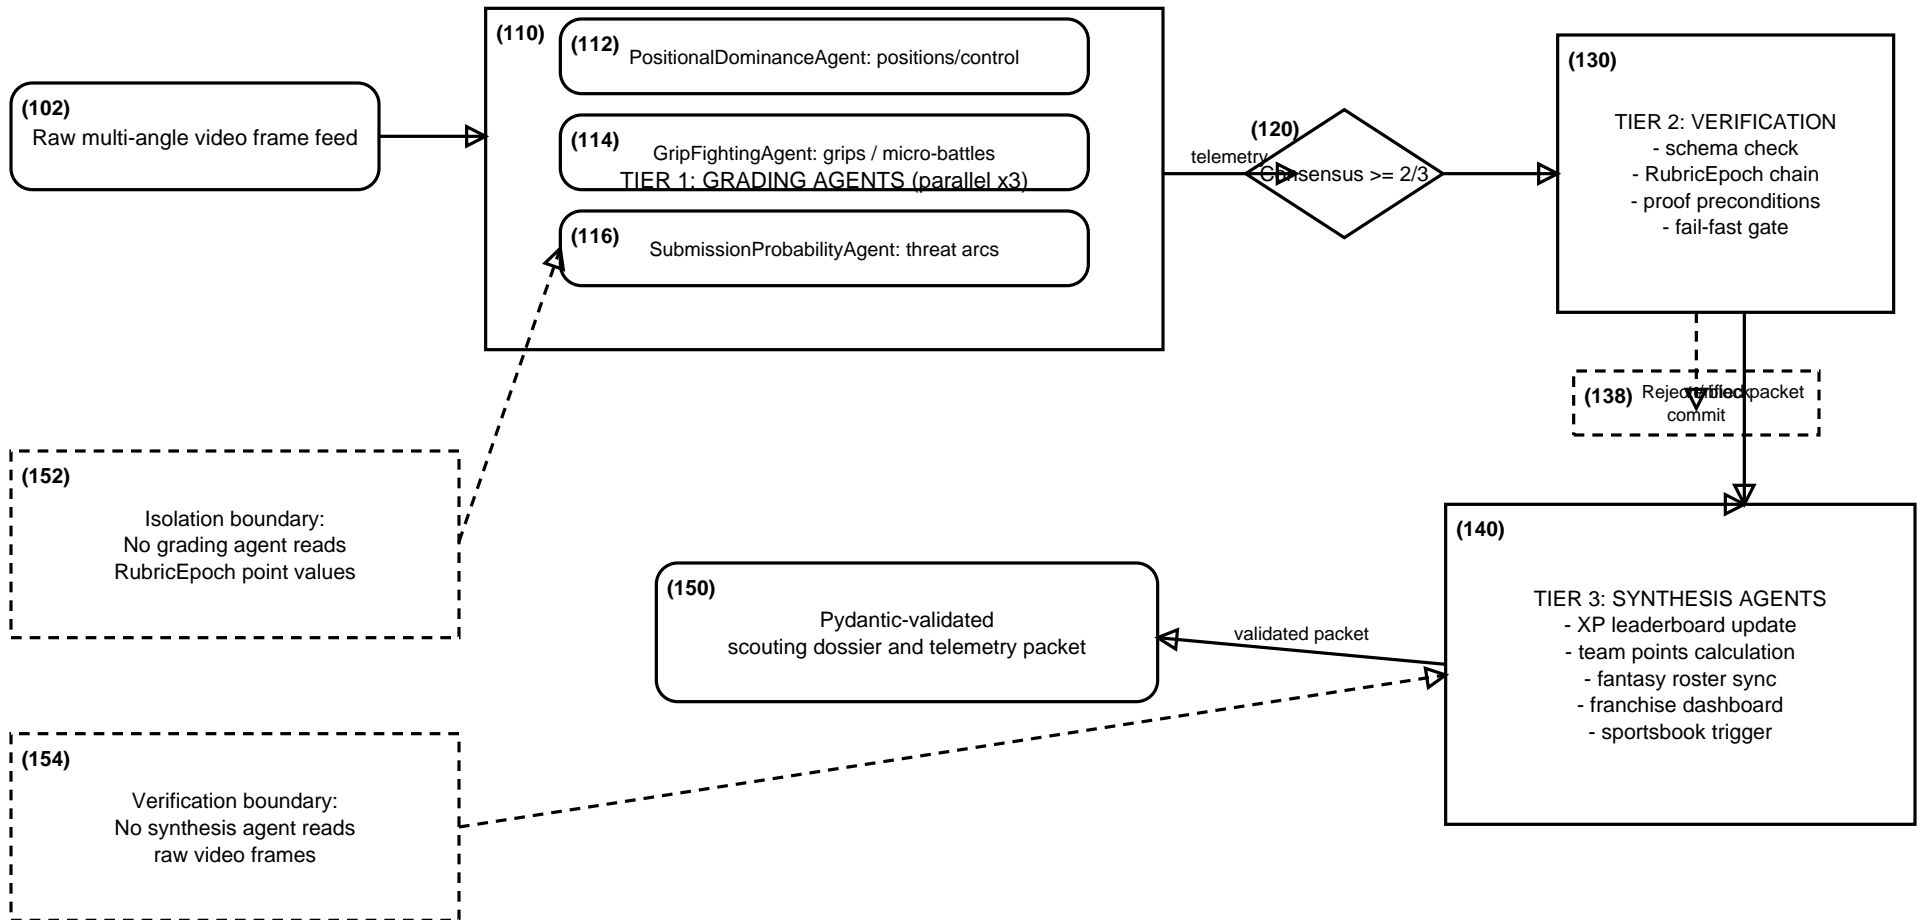 (102)
Raw multi-angle video frame feed
(110)
(112)
PositionalDominanceAgent: positions/control
(114)
GripFightingAgent: grips / micro-battles
TIER 1: GRADING AGENTS (parallel x3)
(116)
SubmissionProbabilityAgent: threat arcs
telemetry
(120)
Consensus >= 2/3
(130)
TIER 2: VERIFICATION
- schema check
- RubricEpoch chain
- proof preconditions
- fail-fast gate
(138)
packet
commit
(140)
TIER 3: SYNTHESIS AGENTS
- XP leaderboard update
- team points calculation
- fantasy roster sync
- franchise dashboard
- sportsbook trigger
validated packet
(150)
Pydantic-validated
scouting dossier and telemetry packet
(152)
Isolation boundary:
No grading agent reads
RubricEpoch point values
(154)
Verification boundary:
No synthesis agent reads
raw video frames